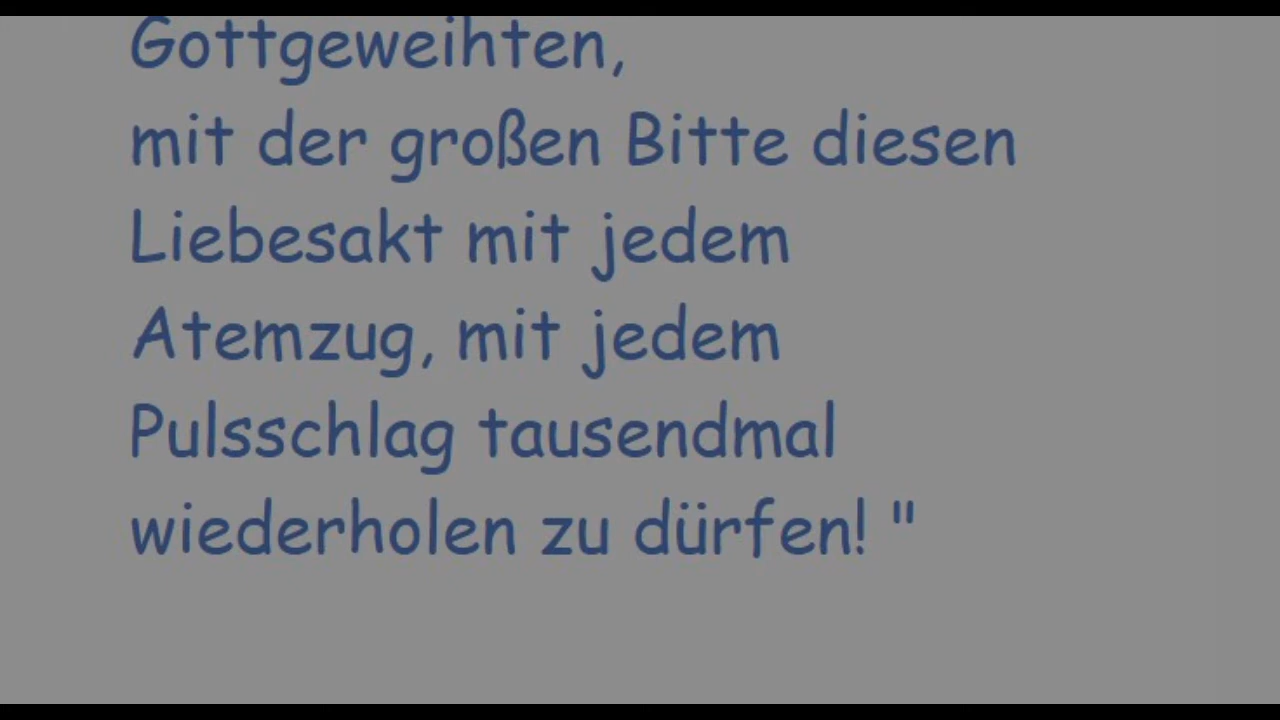 Gottgeweihten,
mit der großen Bitte diesen
Liebesakt mit jedem
Atemzug, mit jedem
Pulsschlag tausendmal
wiederholen zu dürfen! "